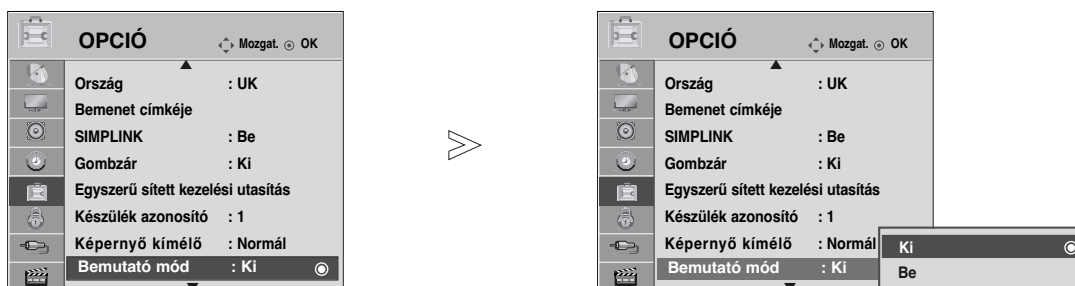 OPCIÓ Mozgat. OK
Ország : UK
Bemenet címkéje
SIMPLINK : Be
Gombzár : Ki
Egyszerű sített kezelési utasítás
Készülék azonosító : 1
Képernyő kímélő : Normál
Bemutató mód : Ki
OPCIÓ Mozgat. OK
Ország : UK
Bemenet címkéje
SIMPLINK : Be
Gombzár : Ki
Egyszerű sített kezelési utasítás
Készülék azonosító : 1
Képernyő kímélő : Normál
Bemutató mód : Ki
Ki
Be